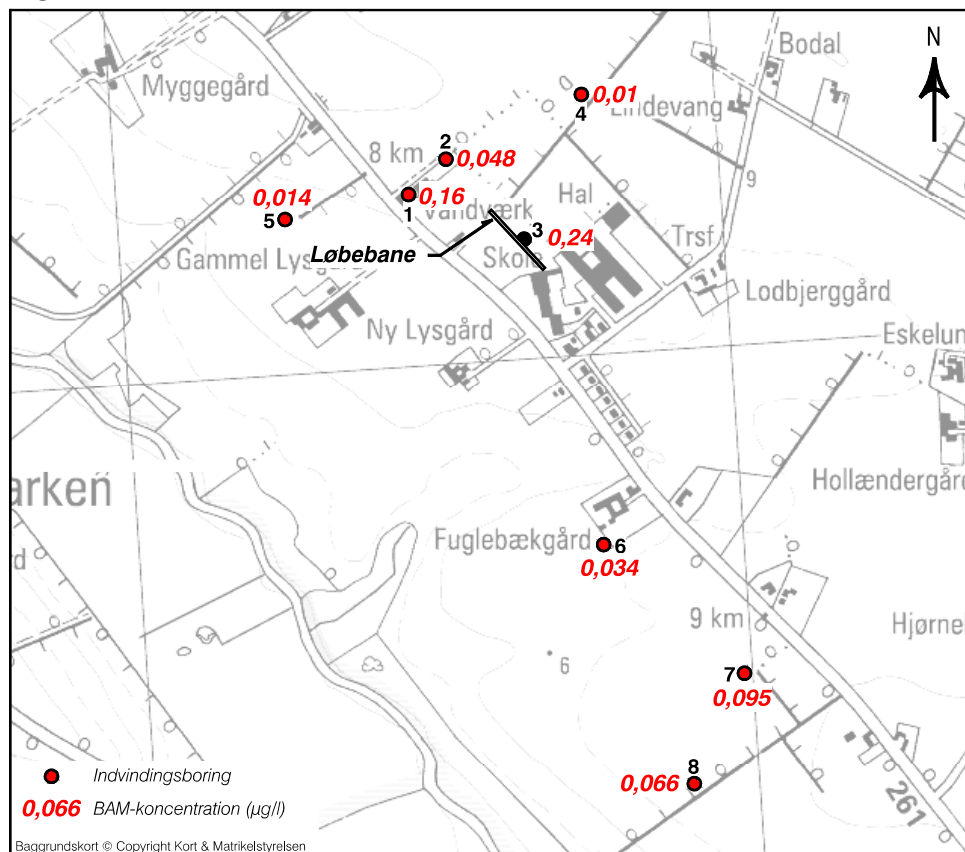 Bodal
N
Myggegård
0,01
4
Lindevang
2
8 km
0,048
9
0,014
0,16
5
1
Vandværk
Hal
3
0,24
Trsf
Løbebane
Skole
Gammel
Lodbjerggård
Ny Lysgård
Hollændergård
Fuglebækgård
6
0,034
9 km
6
7
0,095
8
0,066
261
Indvindingsboring
0,066 BAM-koncentration (µg/l)
Baggrundskort © Copyright Kort & Matrikelstyrelsen